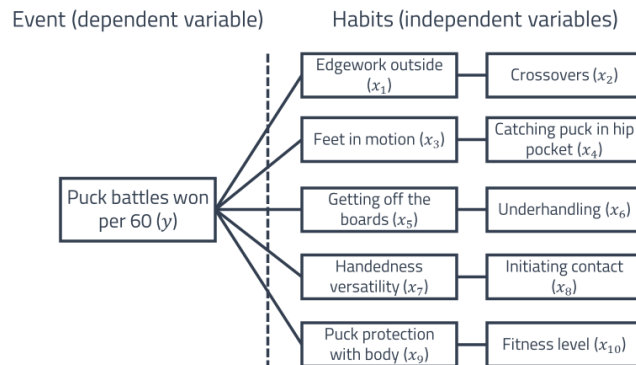 Event (dependent variable)
Habits (independent variables)
Edgework outside
(x₁)
Crossovers (x₂)
Feet in motion (x₃)
Catching puck in hip
pocket (x₄)
Puck battles won
per 60 (y)
Getting off the
boards (x₅)
Underhandling (x₆)
Handedness
versatility (x₇)
Initiating contact
(x₈)
Puck protection
with body (x₉)
Fitness level (x₁₀)